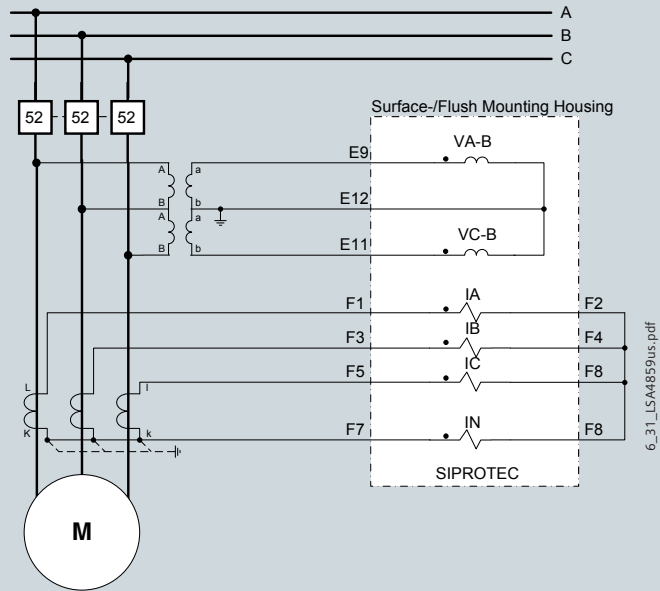 A
B
C
52 52 52
Surface-/Flush Mounting Housing
VA-B
E9
A a
E12
B b
A a
VC-B
E11
B b
IA
F1 F2
IB
F3 F4
IC
F5 F8
L l
IN
F7 F8
K k
SIPROTEC
M
6_31_LSA4859us.pdf